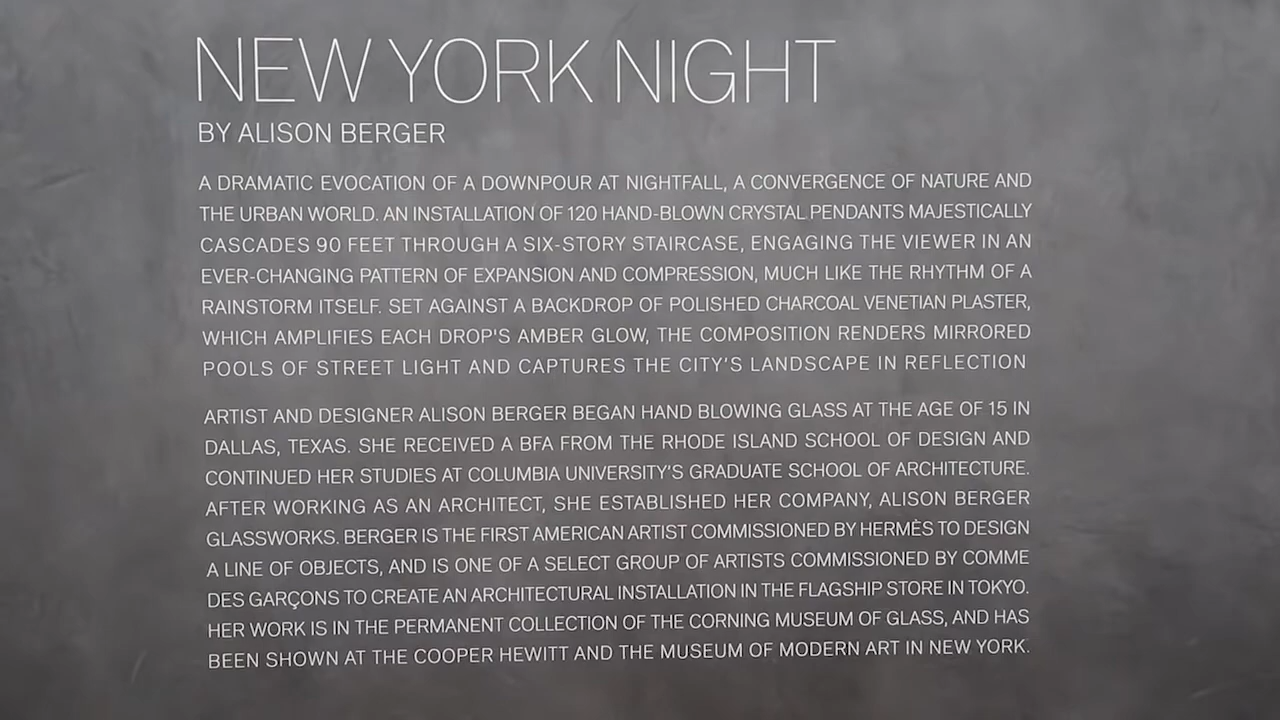 NEW YORK NIGHT
BY ALISON BERGER
A DRAMATIC EVOCATION OF A DOWNPOUR AT NIGHTFALL, A CONVERGENCE OF NATURE AND
THE URBAN WORLD. AN INSTALLATION OF 120 HAND-BLOWN CRYSTAL PENDANTS MAJESTICALLY
CASCADES 90 FEET THROUGH A SIX-STORY STAIRCASE, ENGAGING THE VIEWER IN AN
EVER-CHANGING PATTERN OF EXPANSION AND COMPRESSION, MUCH LIKE THE RHYTHM OF A
RAINSTORM ITSELF. SET AGAINST A BACKDROP OF POLISHED CHARCOAL VENETIAN PLASTER,
WHICH AMPLIFIES EACH DROP'S AMBER GLOW, THE COMPOSITION RENDERS MIRRORED
POOLS OF STREET LIGHT AND CAPTURES THE CITY'S LANDSCAPE IN REFLECTION
ARTIST AND DESIGNER ALISON BERGER BEGAN HAND BLOWING GLASS AT THE AGE OF 15 IN
DALLAS, TEXAS. SHE RECEIVED A BFA FROM THE RHODE ISLAND SCHOOL OF DESIGN AND
CONTINUED HER STUDIES AT COLUMBIA UNIVERSITY'S GRADUATE SCHOOL OF ARCHITECTURE.
AFTER WORKING AS AN ARCHITECT, SHE ESTABLISHED HER COMPANY, ALISON BERGER
GLASSWORKS. BERGER IS THE FIRST AMERICAN ARTIST COMMISSIONED BY HERMÈS TO DESIGN
A LINE OF OBJECTS, AND IS ONE OF A SELECT GROUP OF ARTISTS COMMISSIONED BY COMME
DES GARÇONS TO CREATE AN ARCHITECTURAL INSTALLATION IN THE FLAGSHIP STORE IN TOKYO.
HER WORK IS IN THE PERMANENT COLLECTION OF THE CORNING MUSEUM OF GLASS, AND HAS
BEEN SHOWN AT THE COOPER HEWITT AND THE MUSEUM OF MODERN ART IN NEW YORK.